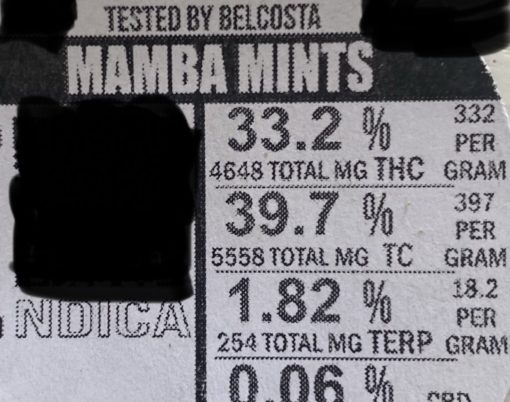 TESTED BY BELCOSTA
MAMBA MINTS
33.2 % 332 PER GRAM
4648 TOTAL MG THC
39.7 % 397 PER GRAM
5558 TOTAL MG TC
1.82 % 18.2 PER GRAM
254 TOTAL MG TERP
NDICA
0.06 % CBD